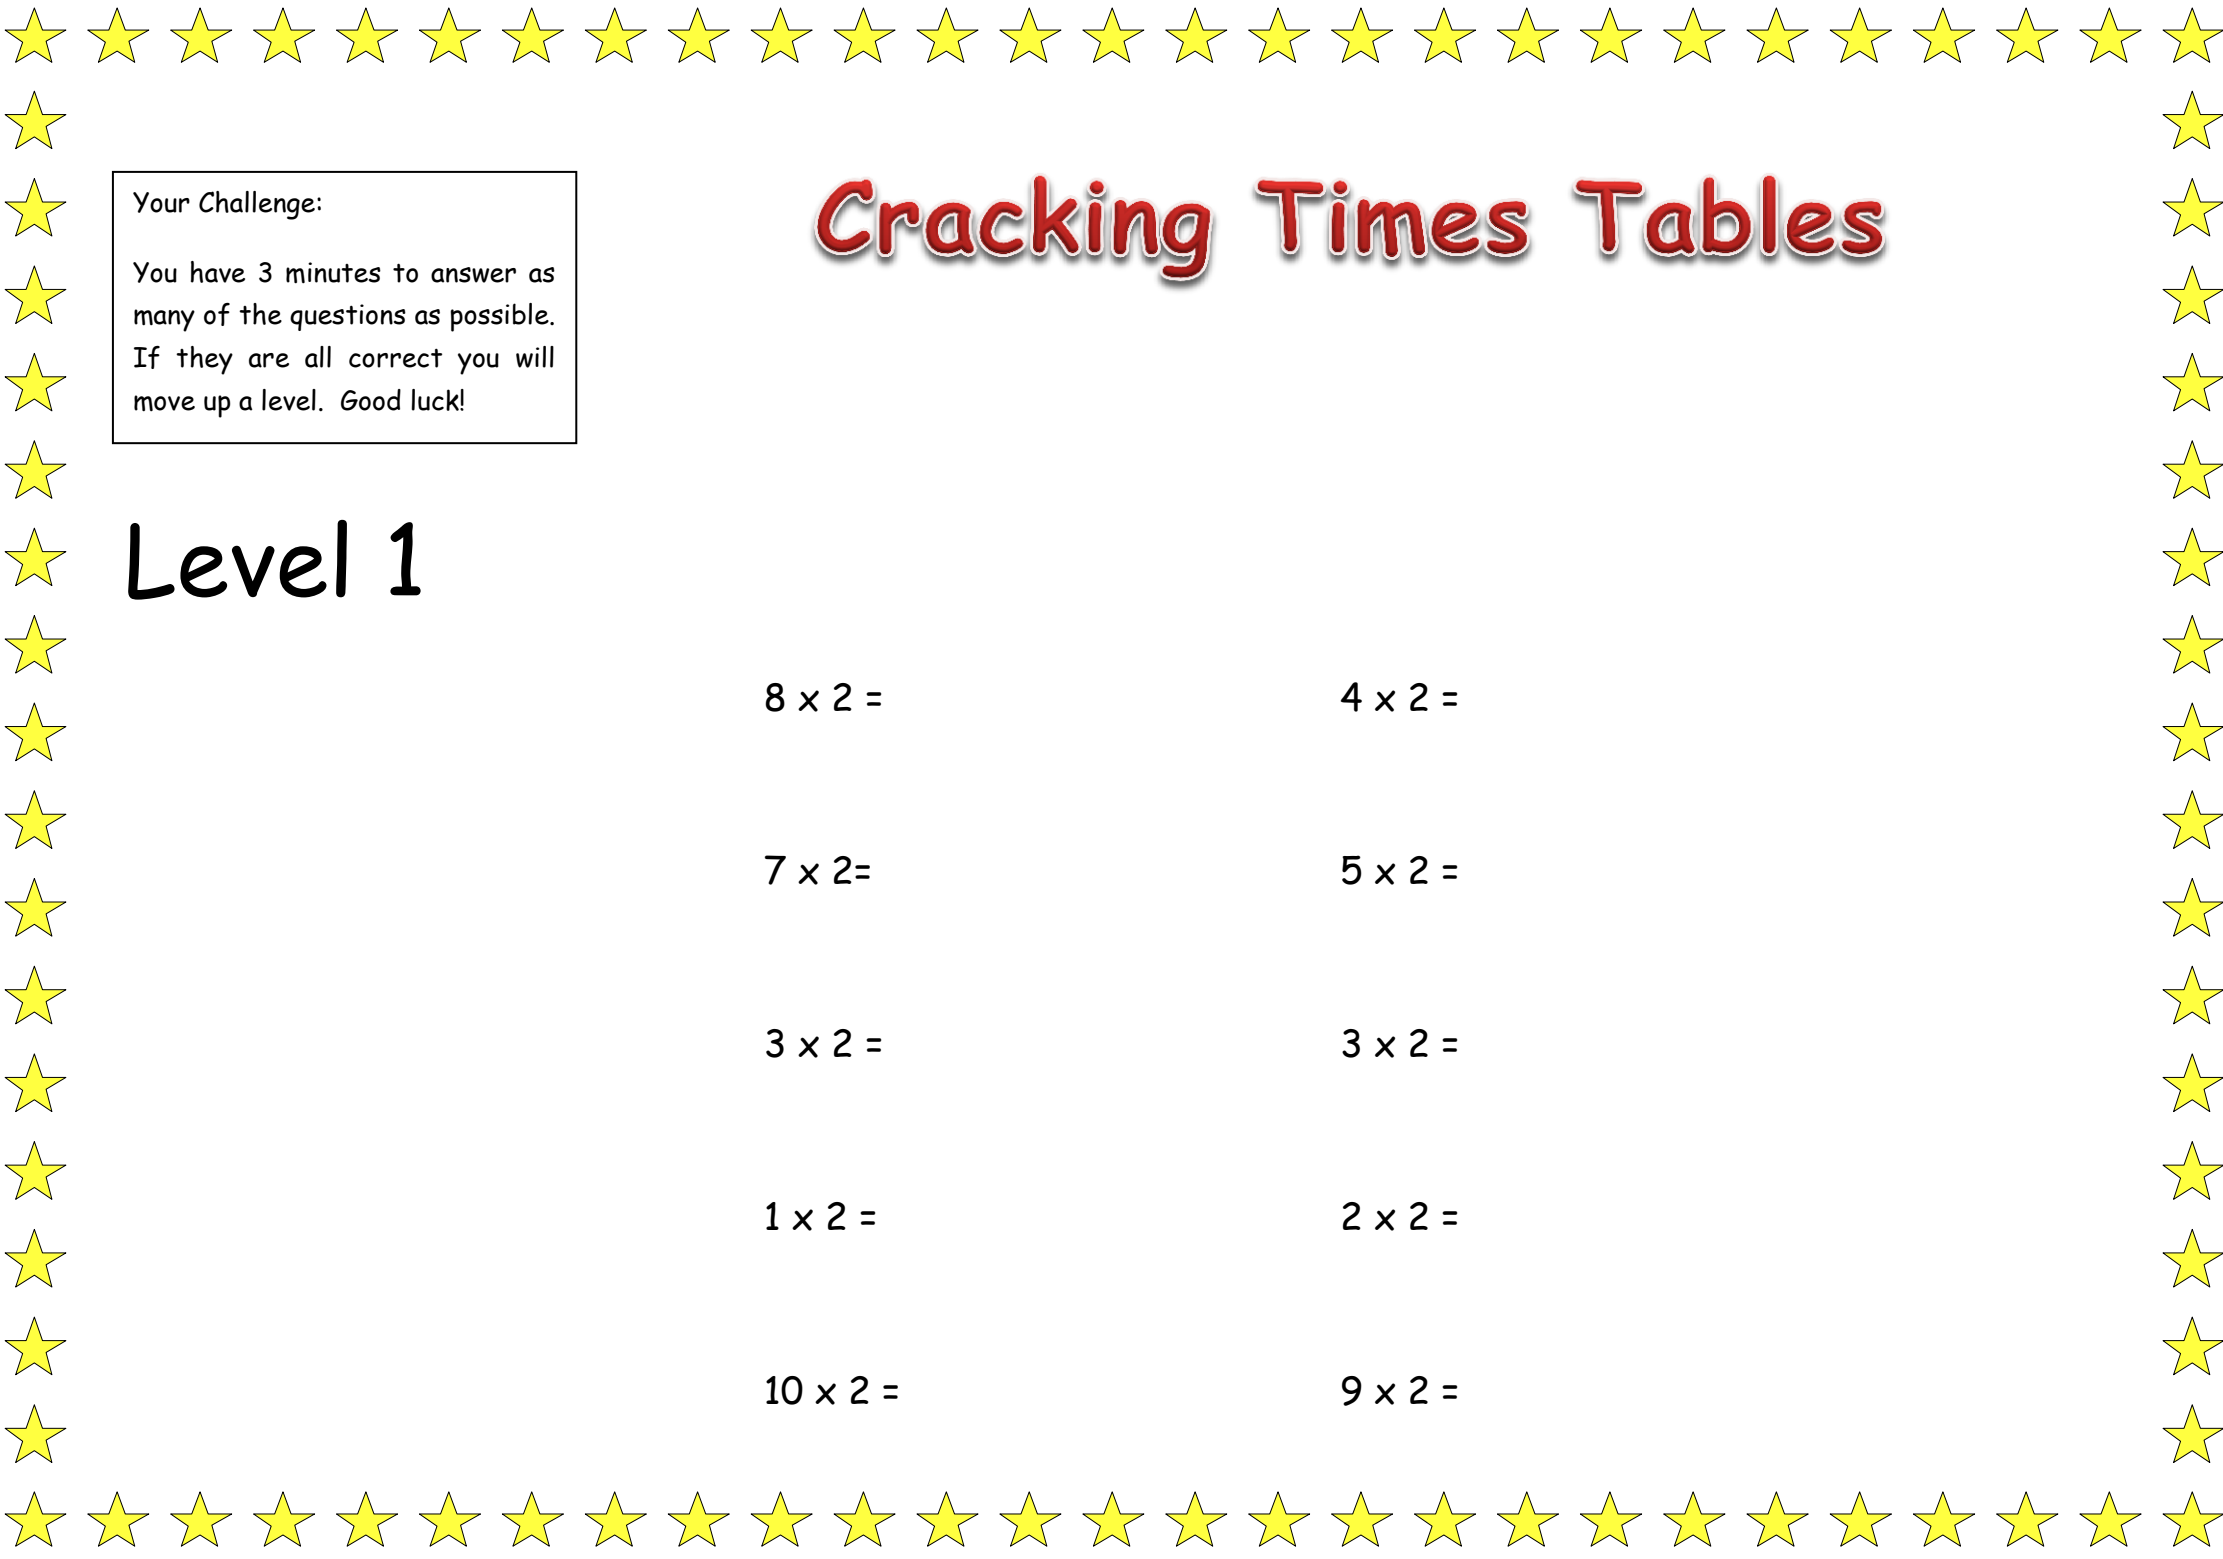 Your Challenge:
Cracking Times Tables
You have 3 minutes to answer as
many of the questions as possible.
If they are all correct you will
move up a level.  Good luck!
Level 1
8 x 2 =
4 x 2 =
7 x 2=
5 x 2 =
3 x 2 =
3 x 2 =
1 x 2 =
2 x 2 =
10 x 2 =
9 x 2 =